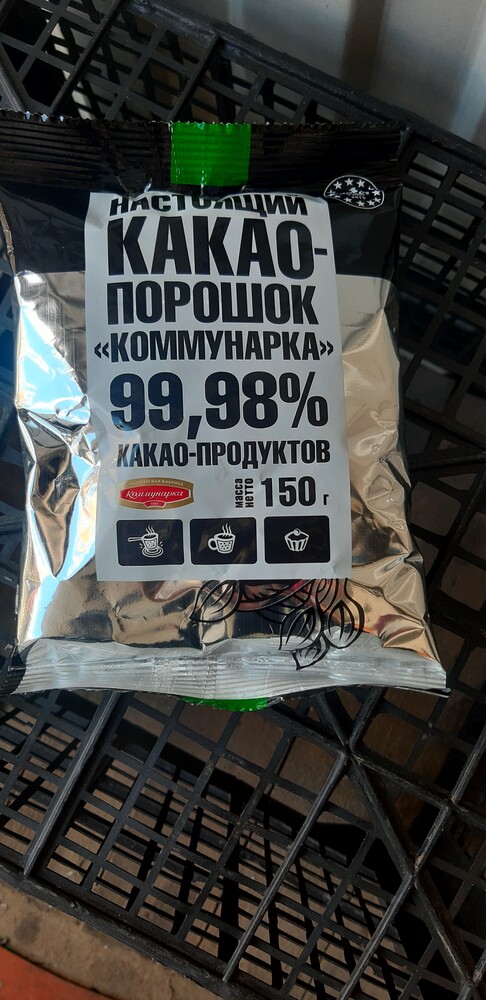 НАСТОЯЩИЙ
КАКАО-
ПОРОШОК
«КОММУНАРКА»
99,98%
КАКАО-ПРОДУКТОВ
Коммунарка
масса
нетто
150 г